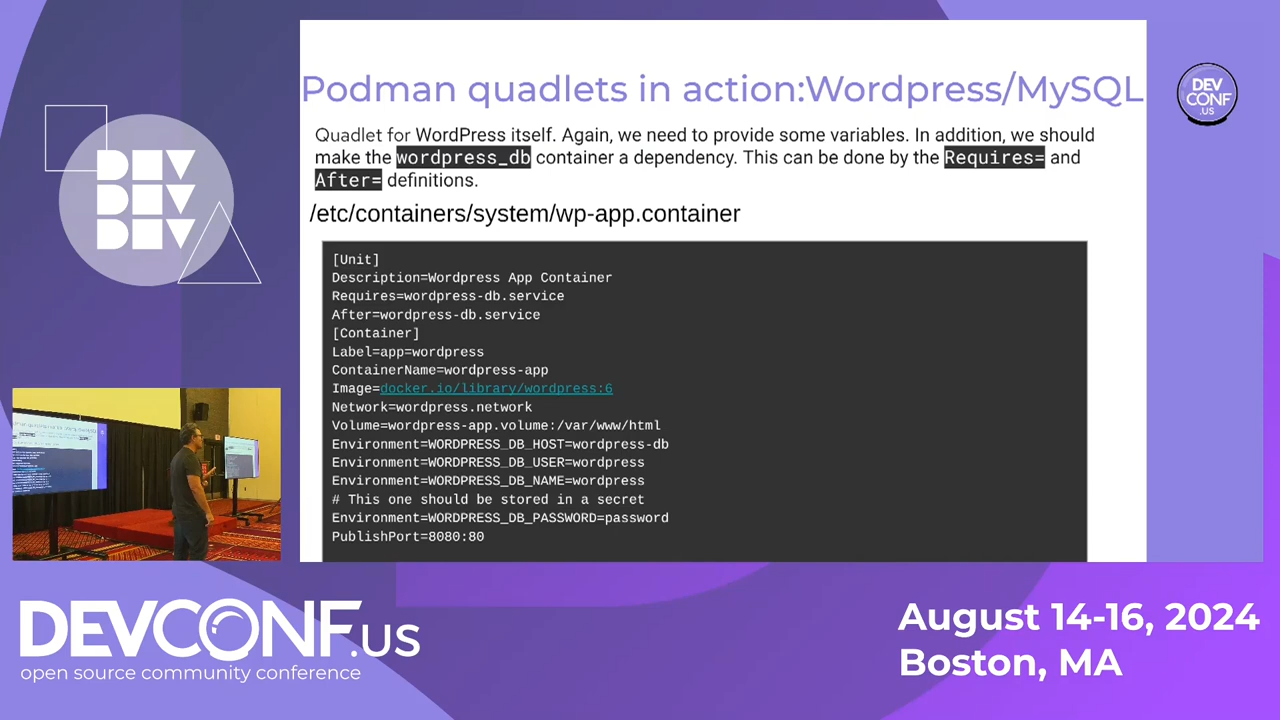 Podman quadlets in action:Wordpress/MySQL
DEV
CONF
.US
Quadlet for WordPress itself. Again, we need to provide some variables. In addition, we should
make the wordpress_db container a dependency. This can be done by the Requires= and
After= definitions.
/etc/containers/system/wp-app.container
DEV
DEV
DEV
[Unit]
Description=Wordpress App Container
Requires=wordpress-db.service
After=wordpress-db.service
[Container]
Label=app=wordpress
ContainerName=wordpress-app
Image=docker.io/library/wordpress:6
Network=wordpress.network
Volume=wordpress-app.volume:/var/www/html
Environment=WORDPRESS_DB_HOST=wordpress-db
Environment=WORDPRESS_DB_USER=wordpress
Environment=WORDPRESS_DB_NAME=wordpress
# This one should be stored in a secret
Environment=WORDPRESS_DB_PASSWORD=password
PublishPort=8080:80
DEVCONF.US
open source community conference
August 14-16, 2024
Boston, MA